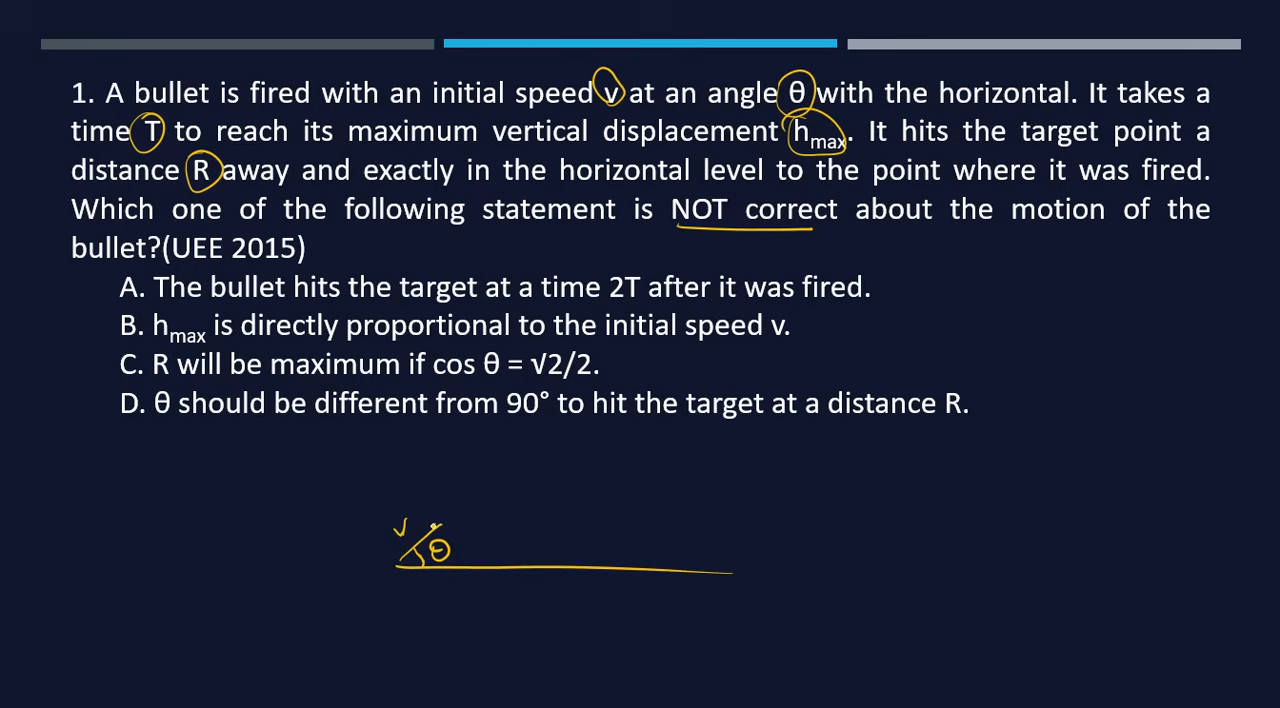 1. A bullet is fired with an initial speed v at an angle θ with the horizontal. It takes a
time T to reach its maximum vertical displacement hmax. It hits the target point a
distance R away and exactly in the horizontal level to the point where it was fired.
Which one of the following statement is NOT correct about the motion of the
bullet?(UEE 2015)
A. The bullet hits the target at a time 2T after it was fired.
B. hmax is directly proportional to the initial speed v.
C. R will be maximum if cos θ = √2/2.
D. θ should be different from 90° to hit the target at a distance R.
v
θ